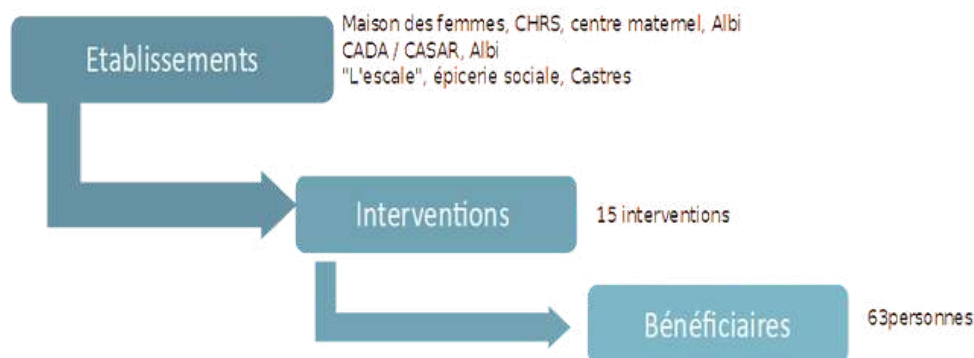 Etablissements
Maison des femmes, CHRS, centre maternel, Albi
CADA / CASAR, Albi
"L'escale", épicerie sociale, Castres
Interventions
15 interventions
Bénéficiaires
63personnes